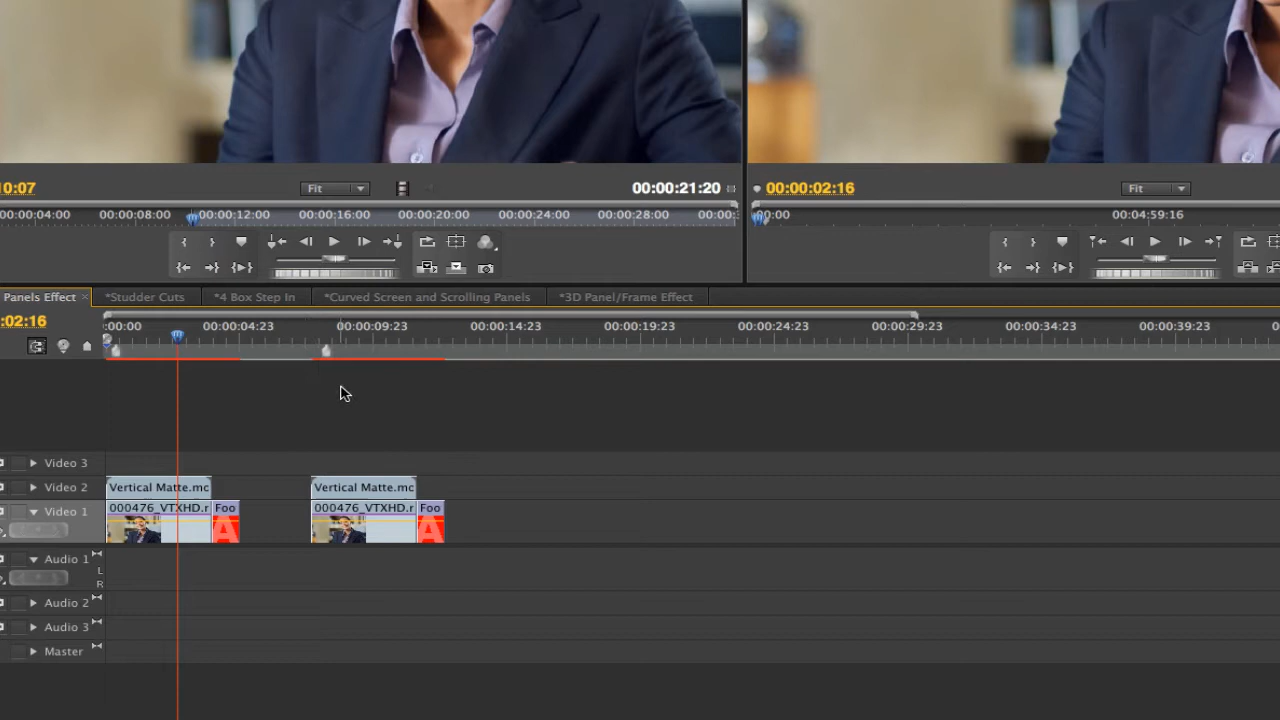 10:07 Fit 00:00:21:20 00:00:02:16 Fit
00:00:04:00 00:00:08:00 00:00:12:00 00:00:16:00 00:00:20:00 00:00:24:00 00:00:28:00 00:00: 00:00 00:04:59:16
Panels Effect × *Studder Cuts *4 Box Step In *Curved Screen and Scrolling Panels *3D Panel/Frame Effect
:02:16 :00:00 00:00:04:23 00:00:09:23 00:00:14:23 00:00:19:23 00:00:24:23 00:00:29:23 00:00:34:23 00:00:39:23 0
Video 3
Video 2 Vertical Matte.mc Vertical Matte.mc
Video 1 000476_VTXHD.r Foo 000476_VTXHD.r Foo
A A
Audio 1
L
R
Audio 2
Audio 3
Master